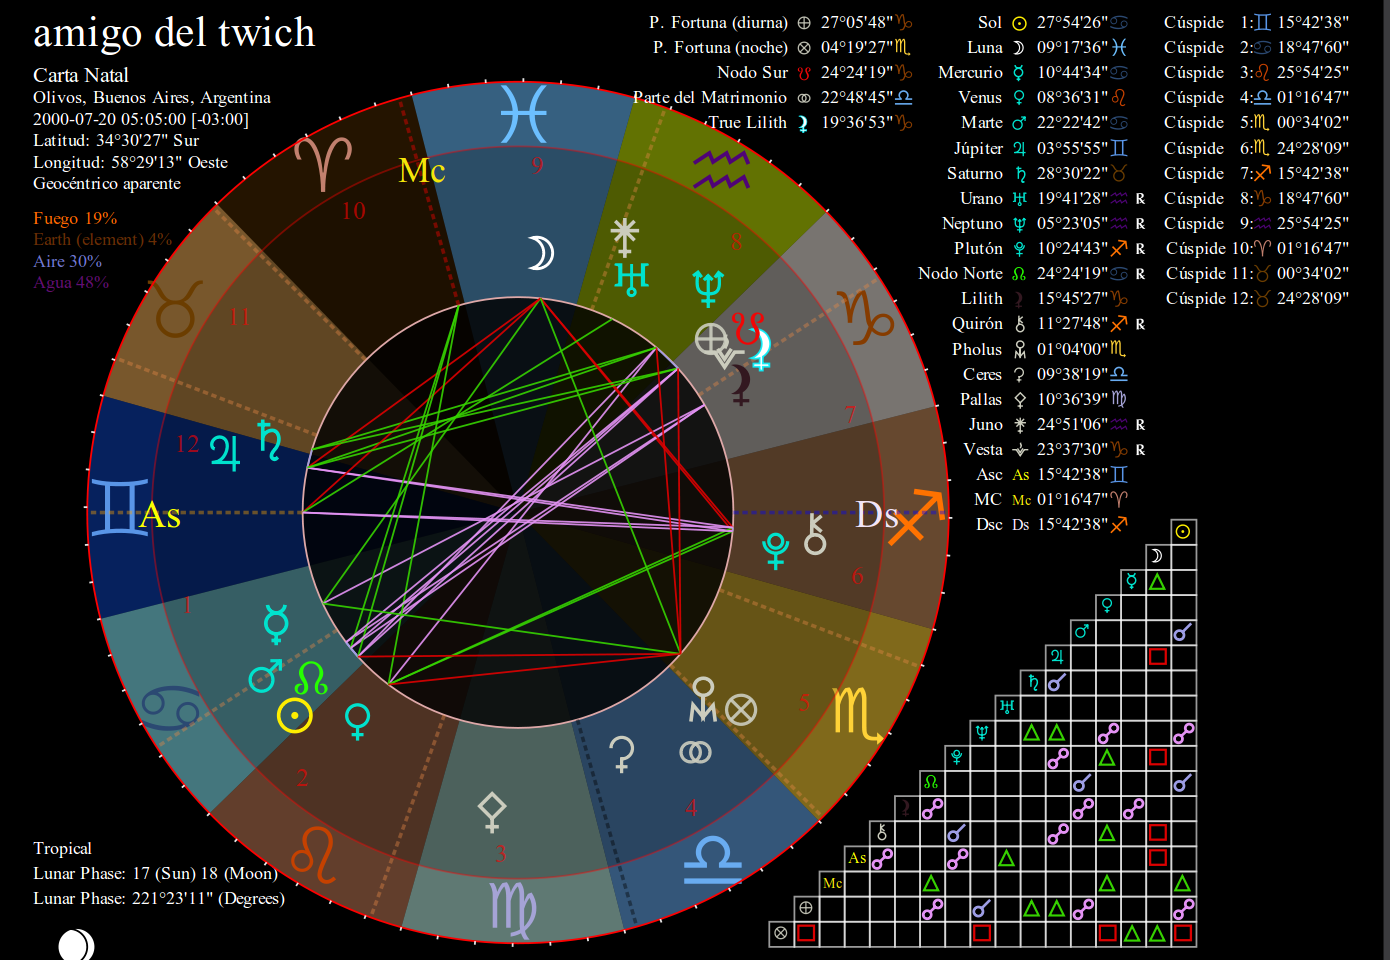 amigo del twich
Carta Natal
Olivos, Buenos Aires, Argentina
2000-07-20 05:05:00 [-03:00]
Latitud: 34°30'27" Sur
Longitud: 58°29'13" Oeste
Geocéntrico aparente
Fuego 19%
Earth (element) 4%
Aire 30%
Agua 48%
P. Fortuna (diurna) ⊕ 27°05'48"♑
P. Fortuna (noche) ⊗ 04°19'27"♏
Nodo Sur ☋ 24°24'19"♑
Parte del Matrimonio 22°48'45"♎
True Lilith 19°36'53"♑
Sol ☉ 27°54'26"♋
Luna ☽ 09°17'36"♓
Mercurio ☿ 10°44'34"♋
Venus ♀ 08°36'31"♌
Marte ♂ 22°22'42"♋
Júpiter ♃ 03°55'55"♊
Saturno ♄ 28°30'22"♉
Urano ♅ 19°41'28"♒ R
Neptuno ♆ 05°23'05"♒ R
Plutón 10°24'43"♐ R
Nodo Norte ☊ 24°24'19"♋ R
Lilith ⚸ 15°45'27"♑
Quirón ⚷ 11°27'48"♐ R
Pholus 01°04'00"♏
Ceres ⚳ 09°38'19"♎
Pallas ⚴ 10°36'39"♍
Juno ⚵ 24°51'06"♒ R
Vesta ⚶ 23°37'30"♑ R
Asc As 15°42'38"♊
MC Mc 01°16'47"♈
Dsc Ds 15°42'38"♐
Cúspide 1:♊ 15°42'38"
Cúspide 2:♋ 18°47'60"
Cúspide 3:♌ 25°54'25"
Cúspide 4:♎ 01°16'47"
Cúspide 5:♏ 00°34'02"
Cúspide 6:♏ 24°28'09"
Cúspide 7:♐ 15°42'38"
Cúspide 8:♑ 18°47'60"
Cúspide 9:♒ 25°54'25"
Cúspide 10:♈ 01°16'47"
Cúspide 11:♉ 00°34'02"
Cúspide 12:♉ 24°28'09"
Mc
9
10
8
11
7
12
As
Ds
1
6
2
5
3
4
As
Mc
Tropical
Lunar Phase: 17 (Sun) 18 (Moon)
Lunar Phase: 221°23'11" (Degrees)